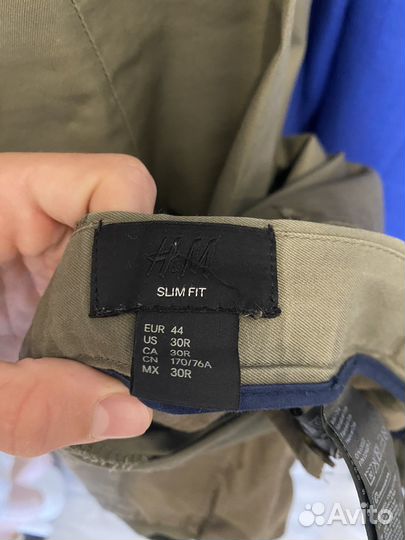 H&M
SLIM FIT
EUR 44
US 30R
CA 30R
CN 170/76A
MX 30R
Avito